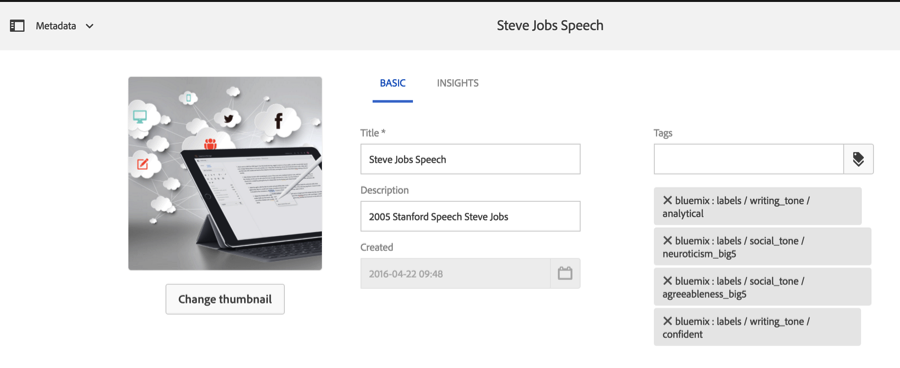 Metadata
Steve Jobs Speech
BASIC
INSIGHTS
Title *
Steve Jobs Speech
Description
2005 Stanford Speech Steve Jobs
Created
2016-04-22 09:48
Change thumbnail
Tags
bluemix : labels / writing_tone /
analytical
bluemix : labels / social_tone /
neuroticism_big5
bluemix : labels / social_tone /
agreeableness_big5
bluemix : labels / writing_tone /
confident